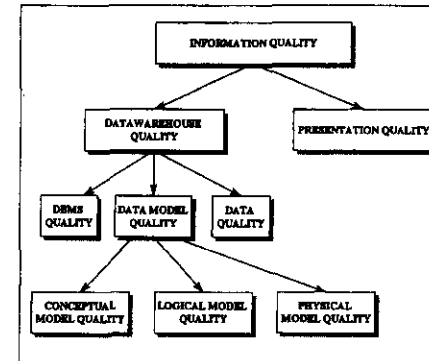 INFORMATION QUALITY
DATAWAREHOUSE
QUALITY
PRESENTATION QUALITY
DBMS
QUALITY
DATA MODEL
QUALITY
DATA
QUALITY
CONCEPTUAL
MODEL QUALITY
LOGICAL MODEL
QUALITY
PHYSICAL
MODEL QUALITY